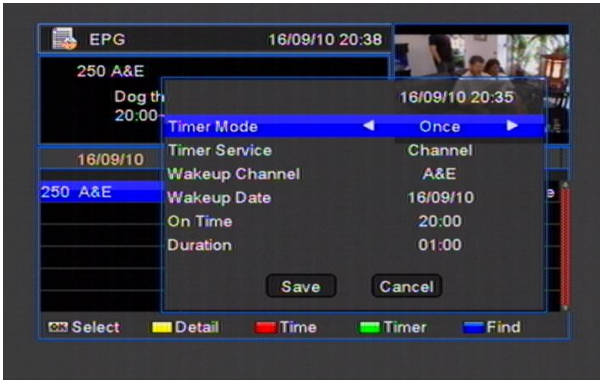 EPG 16/09/10 20:38
250 A&E
Dog th
20:00-
16/09/10 20:35
Timer Mode Once
Timer Service Channel
Wakeup Channel A&E
Wakeup Date 16/09/10
On Time 20:00
Duration 01:00
Save Cancel
16/09/10
250 A&E e
OK Select Detail Time Timer Find